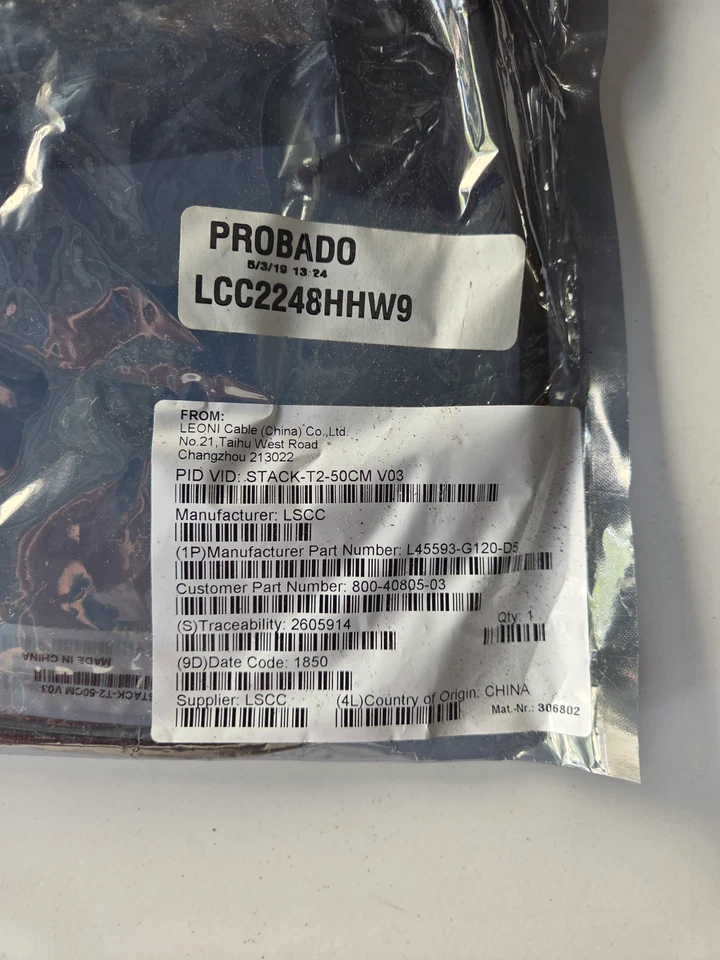 PROBADO
5/3/19 13:24
LCC2248HHW9
FROM:
LEONI Cable (China) Co.,Ltd.
No.21,Taihu West Road
Changzhou 213022
PID VID: STACK-T2-50CM V03
Manufacturer: LSCC
(1P)Manufacturer Part Number: L45593-G120-D5
Customer Part Number: 800-40805-03
(S)Traceability: 2605914
Qty: 1
(9D)Date Code: 1850
Supplier: LSCC
(4L)Country of Origin: CHINA
Mat.-Nr.: 306802
MADE IN CHINA
STACK-T2-50CM V03